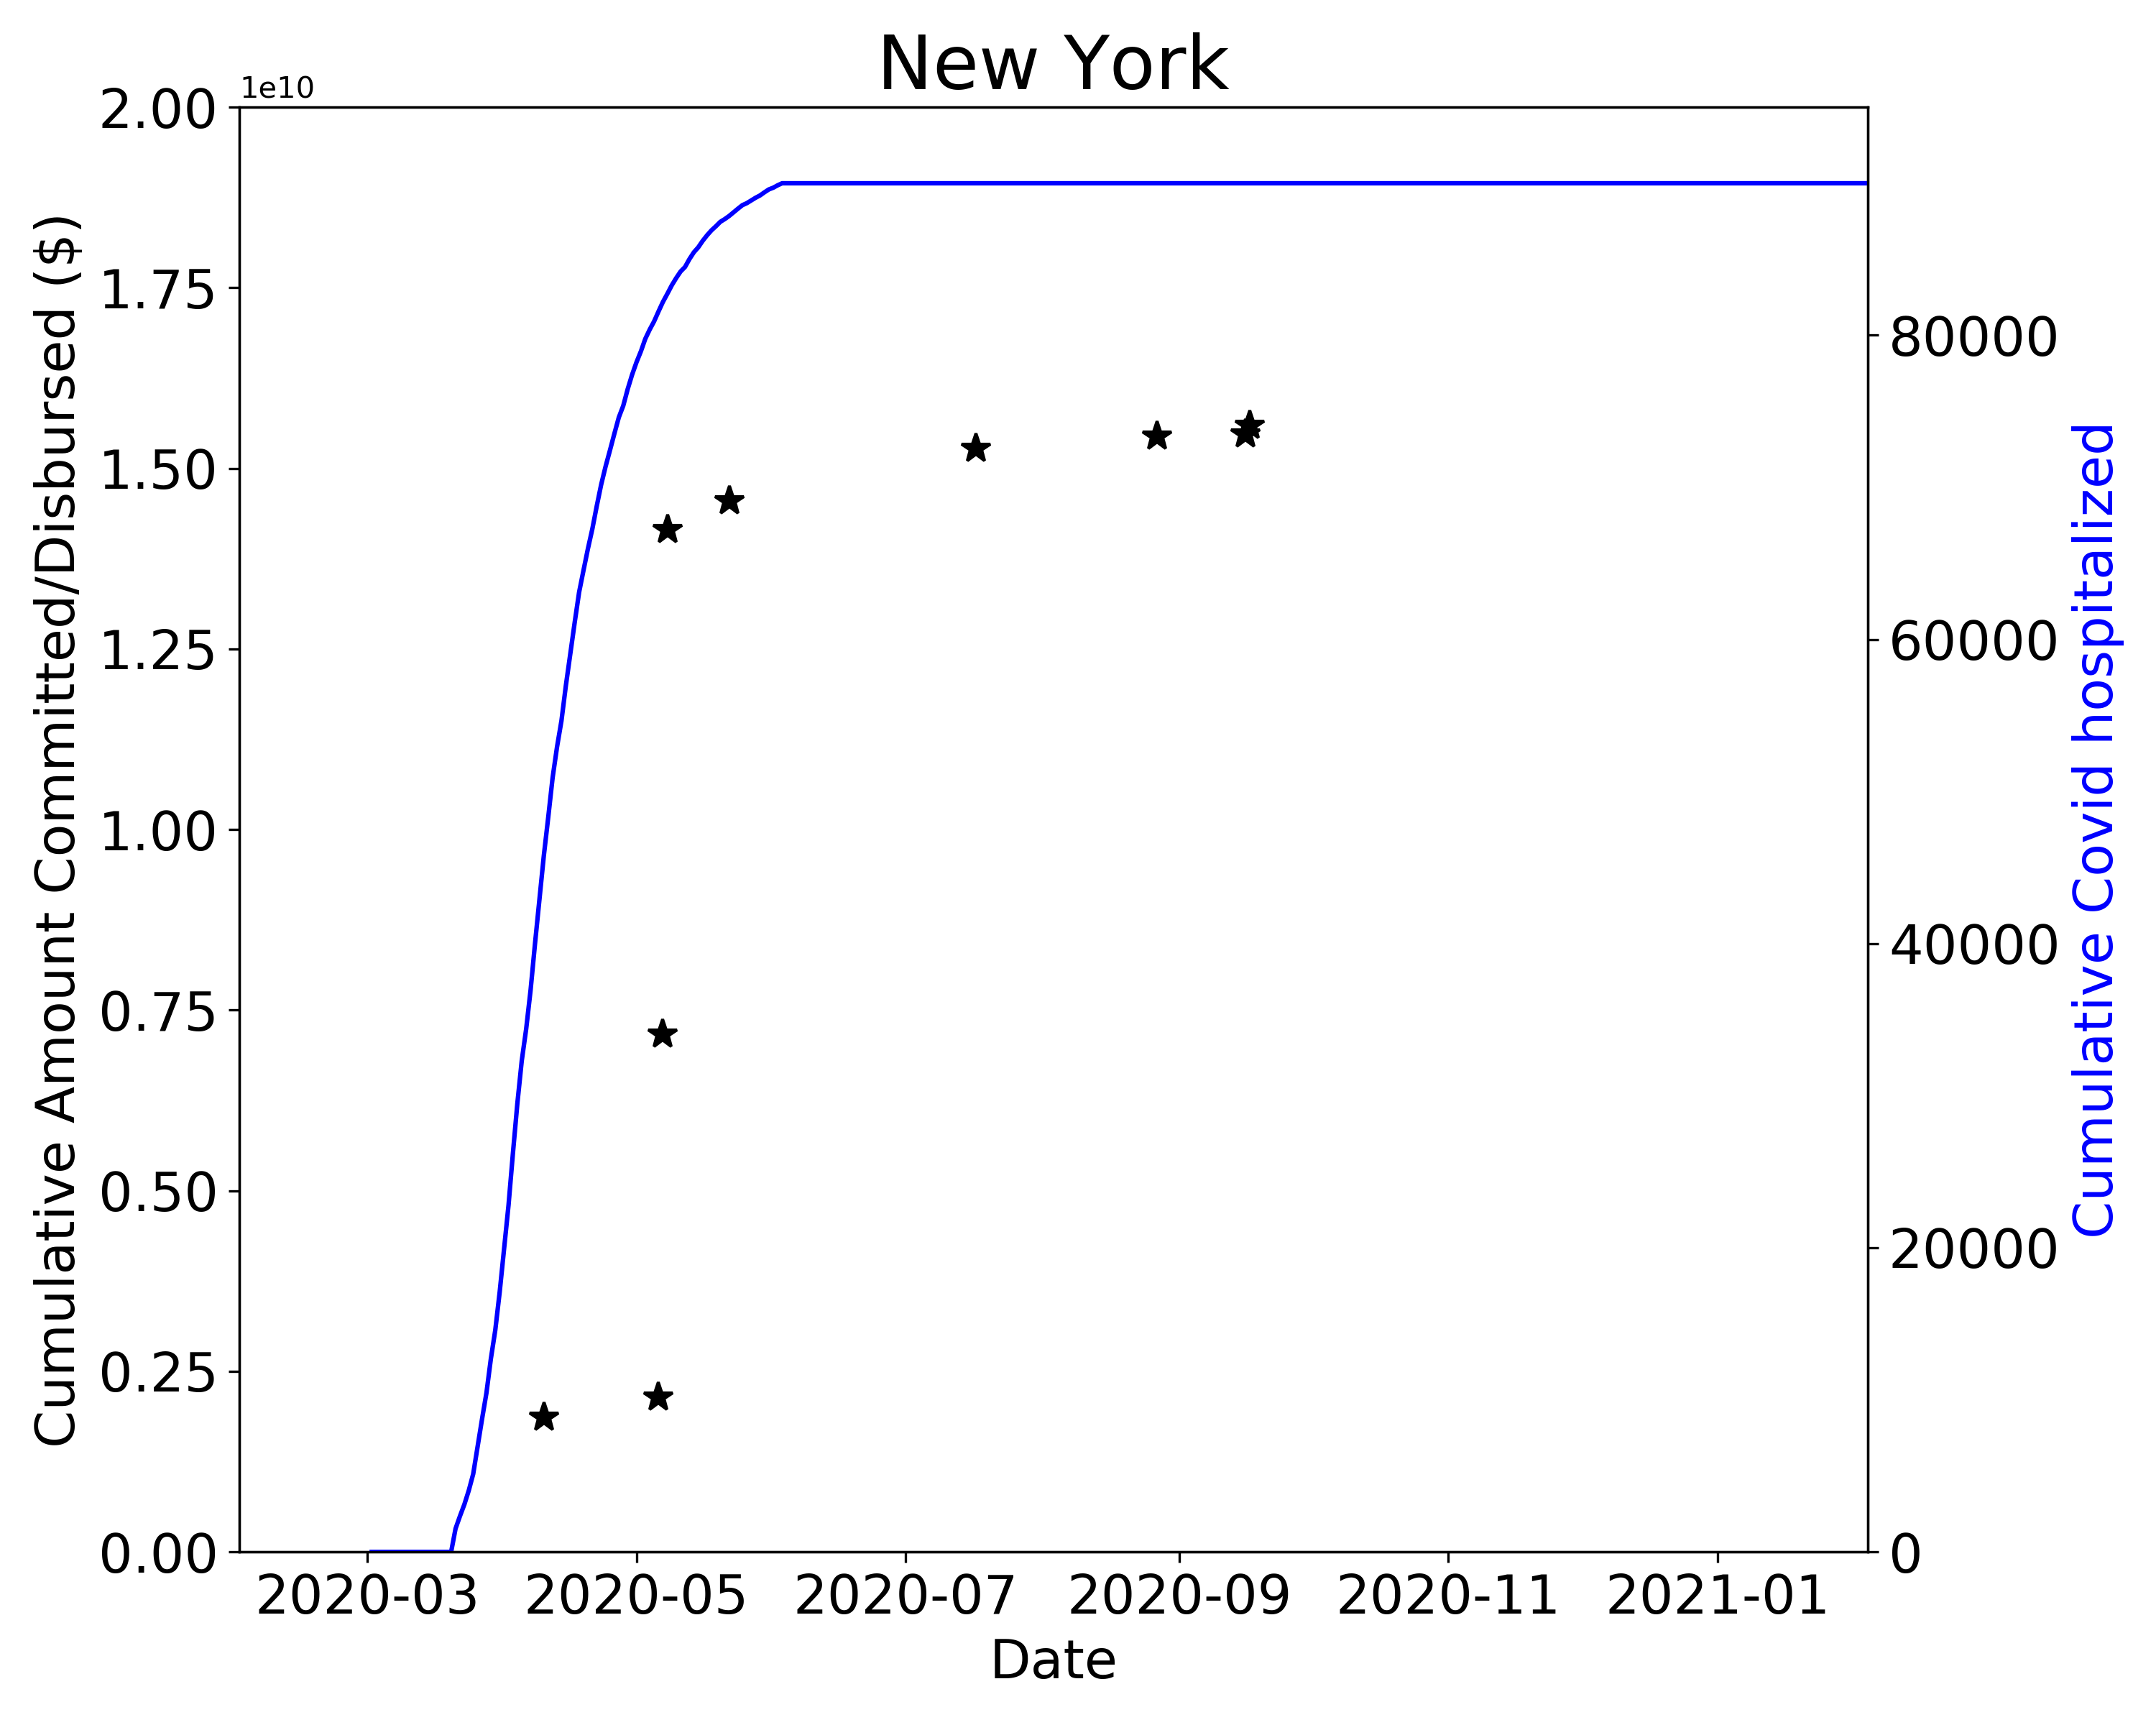 New York
1e10
2.00
1.75
1.50
1.25
1.00
0.75
0.50
0.25
0.00
Cumulative Amount Committed/Disbursed ($)
80000
60000
40000
20000
0
Cumulative Covid hospitalized
2020-03 2020-05 2020-07 2020-09 2020-11 2021-01
Date